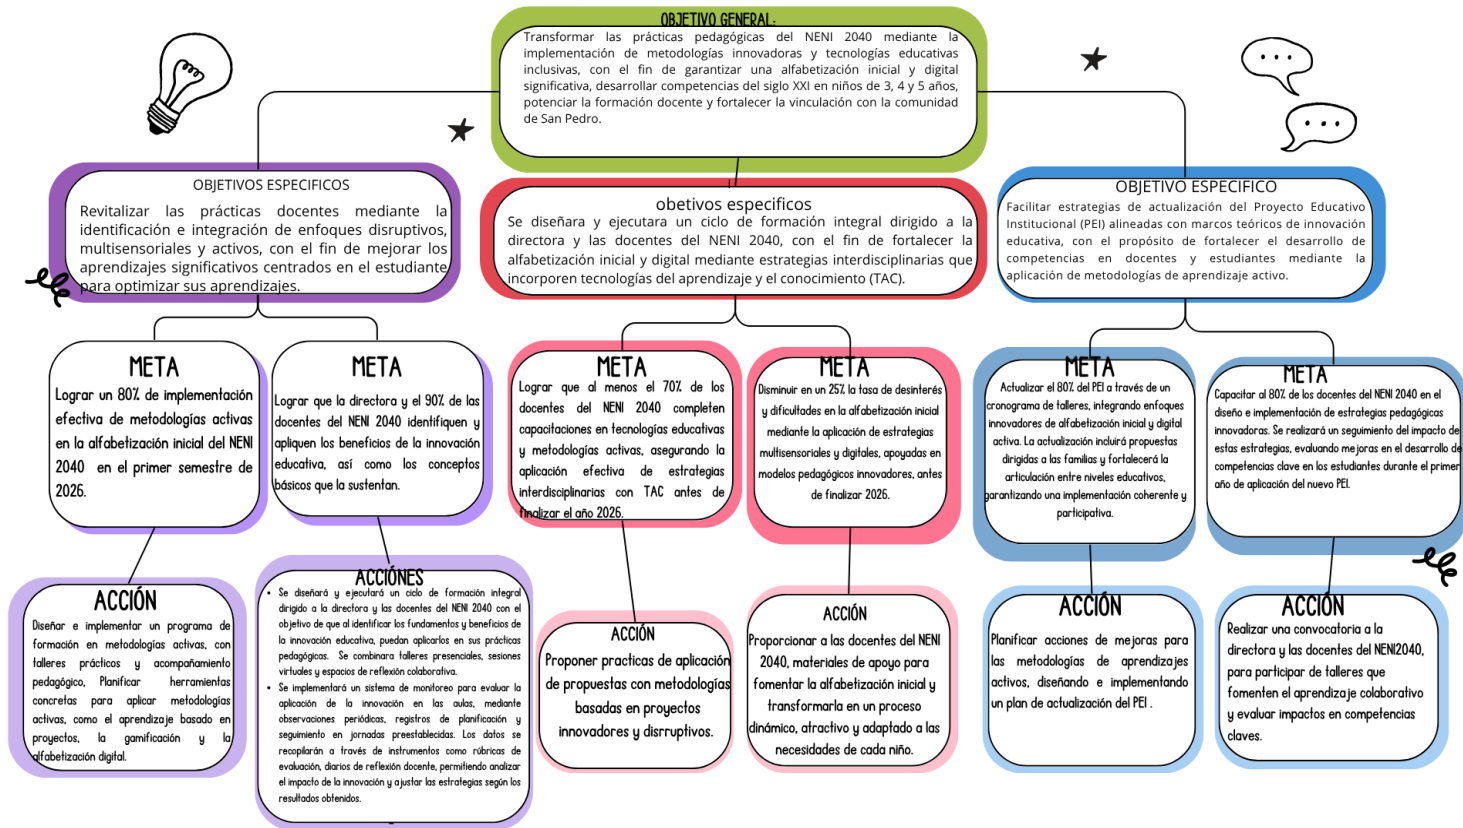 OBJETIVO GENERAL:
Transformar las prácticas pedagógicas del NENI 2040 mediante la
implementación de metodologías innovadoras y tecnologías educativas
inclusivas, con el fin de garantizar una alfabetización inicial y digital
significativa, desarrollar competencias del siglo XXI en niños de 3, 4 y 5 años,
potenciar la formación docente y fortalecer la vinculación con la comunidad
de San Pedro.
OBJETIVOS ESPECIFICOS
Revitalizar las prácticas docentes mediante la
identificación e integración de enfoques disruptivos,
multisensoriales y activos, con el fin de mejorar los
aprendizajes significativos centrados en el estudiante
para optimizar sus aprendizajes.
obetivos especificos
Se diseñara y ejecutara un ciclo de formación integral dirigido a la
directora y las docentes del NENI 2040, con el fin de fortalecer la
alfabetización inicial y digital mediante estrategias interdisciplinarias que
incorporen tecnologías del aprendizaje y el conocimiento (TAC).
OBJETIVO ESPECIFICO
Facilitar estrategias de actualización del Proyecto Educativo
Institucional (PEI) alineadas con marcos teóricos de innovación
educativa, con el propósito de fortalecer el desarrollo de
competencias en docentes y estudiantes mediante la
aplicación de metodologías de aprendizaje activo.
META
Lograr un 80% de implementación
efectiva de metodologías activas
en la alfabetización inicial del NENI
2040 en el primer semestre de
2026.
META
Lograr que la directora y el 90% de las
docentes del NENI 2040 identifiquen y
apliquen los beneficios de la innovación
educativa, así como los conceptos
básicos que la sustentan.
META
Lograr que al menos el 70% de los
docentes del NENI 2040 completen
capacitaciones en tecnologías educativas
y metodologías activas, asegurando la
aplicación efectiva de estrategias
interdisciplinarias con TAC antes de
finalizar el año 2026.
META
Disminuir en un 25% la tasa de desinterés
y dificultades en la alfabetización inicial
mediante la aplicación de estrategias
multisensoriales y digitales, apoyadas en
modelos pedagógicos innovadores, antes
de finalizar 2026.
META
Actualizar el 80% del PEI a través de un
cronograma de talleres, integrando enfoques
innovadores de alfabetización inicial y digital
activa. La actualización incluirá propuestas
dirigidas a las familias y fortalecerá la
articulación entre niveles educativos,
garantizando una implementación coherente y
participativa.
META
Capacitar al 80% de los docentes del NENI 2040 en el
diseño e implementación de estrategias pedagógicas
innovadoras. Se realizará un seguimiento del impacto de
estas estrategias, evaluando mejoras en el desarrollo de
competencias clave en los estudiantes durante el primer
año de aplicación del nuevo PEI.
ACCIÓN
Diseñar e implementar un programa de
formación en metodologías activas, con
talleres prácticos y acompañamiento
pedagógico, Planificar herramientas
concretas para aplicar metodologías
activas, como el aprendizaje basado en
proyectos, la gamificación y la
alfabetización digital.
ACCIÓNES
• Se diseñará y ejecutará un ciclo de formación integral
dirigido a la directora y las docentes del NENI 2040 con el
objetivo de que al identificar los fundamentos y beneficios de
la innovación educativa, puedan aplicarlos en sus prácticas
pedagógicas. Se combinara talleres presenciales, sesiones
virtuales y espacios de reflexión colaborativa.
• Se implementará un sistema de monitoreo para evaluar la
aplicación de la innovación en las aulas, mediante
observaciones periódicas, registros de planificación y
seguimiento en jornadas preestablecidas. Los datos se
recopilarán a través de instrumentos como rúbricas de
evaluación, diarios de reflexión docente, permitiendo analizar
el impacto de la innovación y ajustar las estrategias según los
resultados obtenidos.
ACCIÓN
Proponer practicas de aplicación
de propuestas con metodologías
basadas en proyectos
innovadores y disrruptivos.
ACCIÓN
Proporcionar a las docentes del NENI
2040, materiales de apoyo para
fomentar la alfabetización inicial y
transformarla en un proceso
dinámico, atractivo y adaptado a las
necesidades de cada niño.
ACCIÓN
Planificar acciones de mejoras para
las metodologías de aprendizajes
activos, diseñando e implementando
un plan de actualización del PEI .
ACCIÓN
Realizar una convocatoria a la
directora y las docentes del NENI2040,
para participar de talleres que
fomenten el aprendizaje colaborativo
y evaluar impactos en competencias
claves.